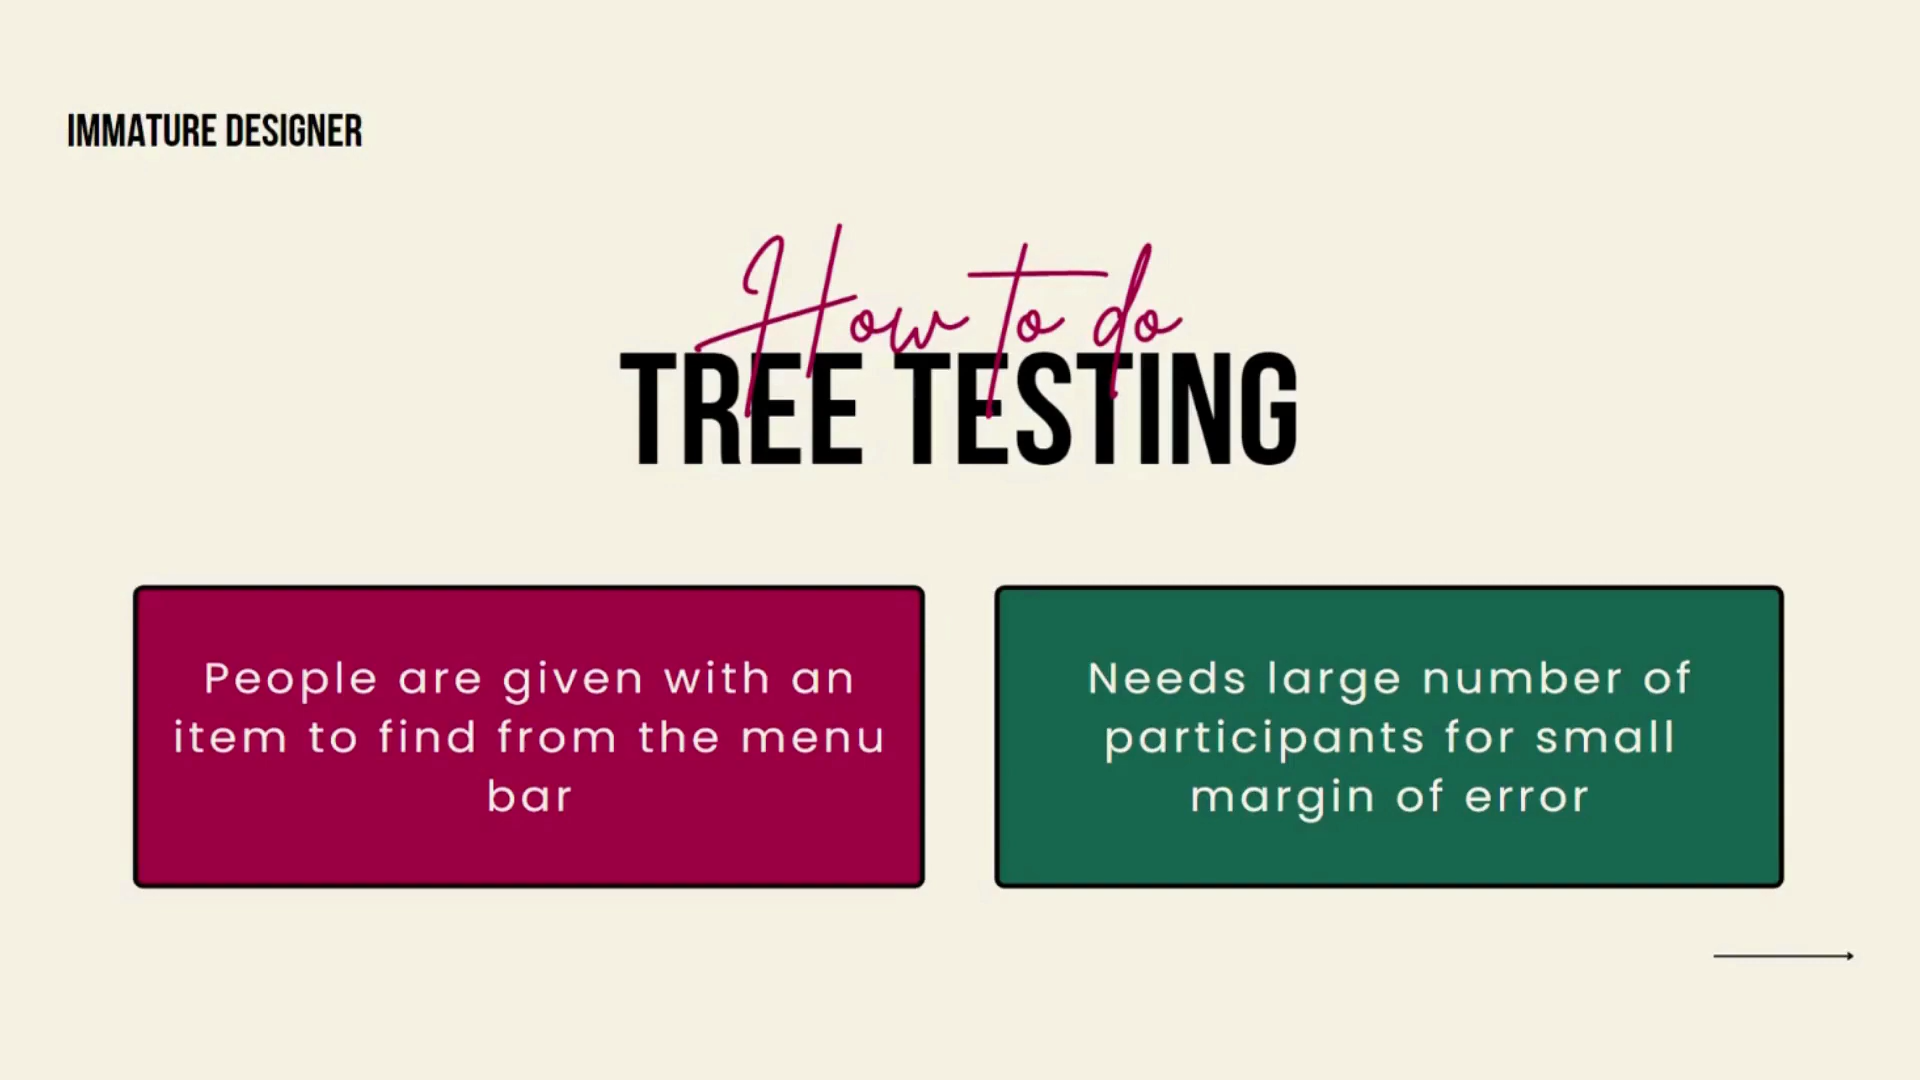 IMMATURE DESIGNER
How to do
TREE TESTING
People are given with an
item to find from the menu
bar
Needs large number of
participants for small
margin of error